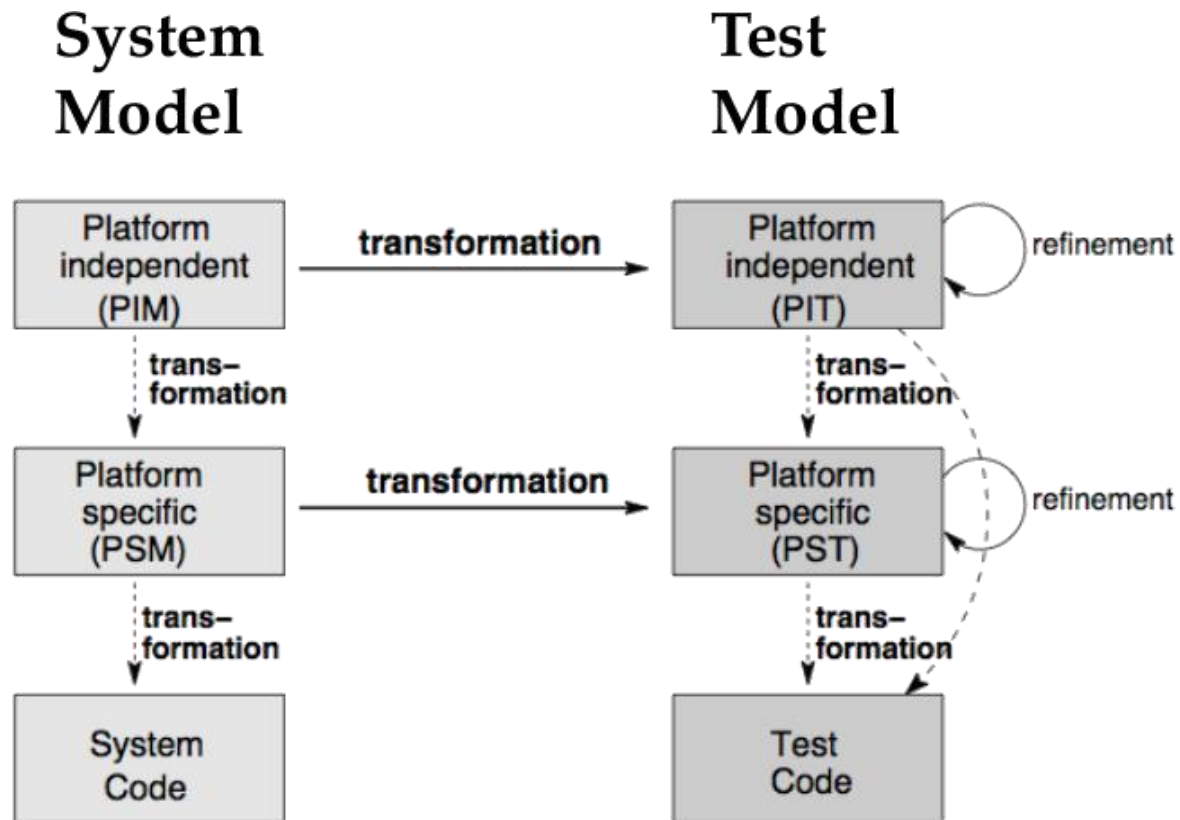 System
Model
Test
Model
Platform
independent
(PIM)
transformation
Platform
independent
(PIT)
refinement
trans-
formation
trans-
formation
Platform
specific
(PSM)
transformation
Platform
specific
(PST)
refinement
trans-
formation
trans-
formation
System
Code
Test
Code